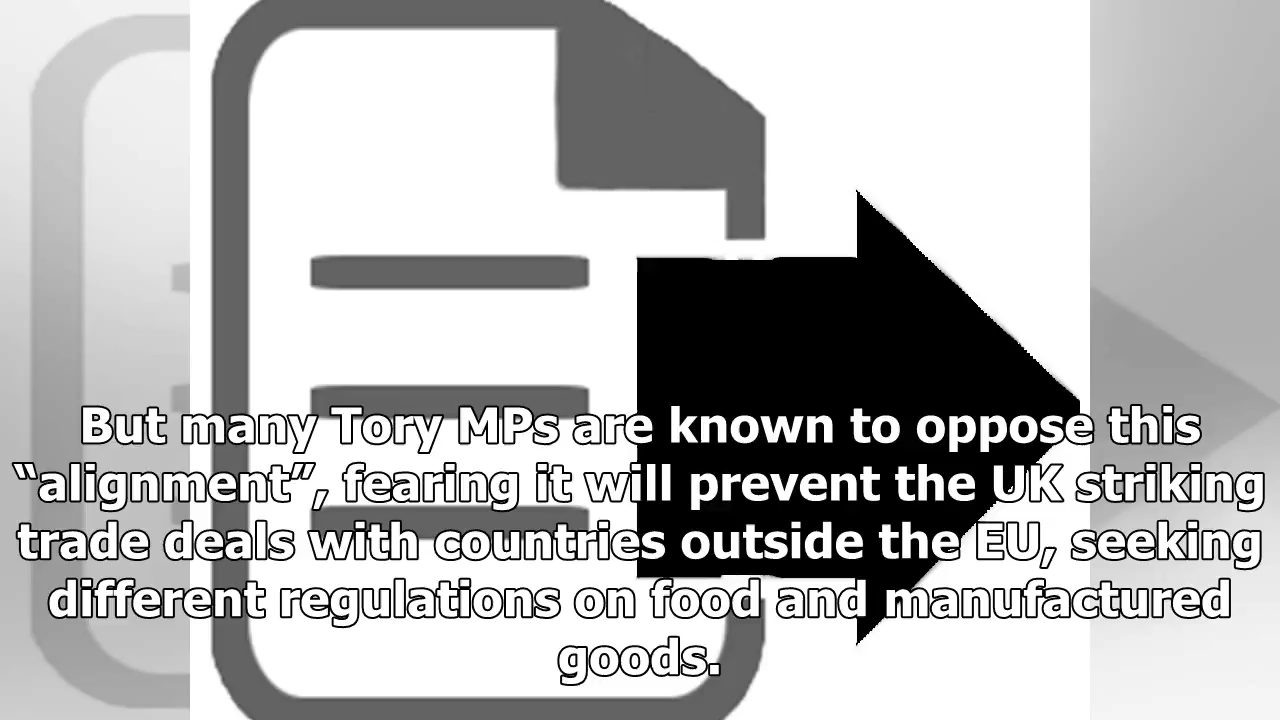 But many Tory MPs are known to oppose this
“alignment”, fearing it will prevent the UK striking
trade deals with countries outside the EU, seeking
different regulations on food and manufactured
goods.